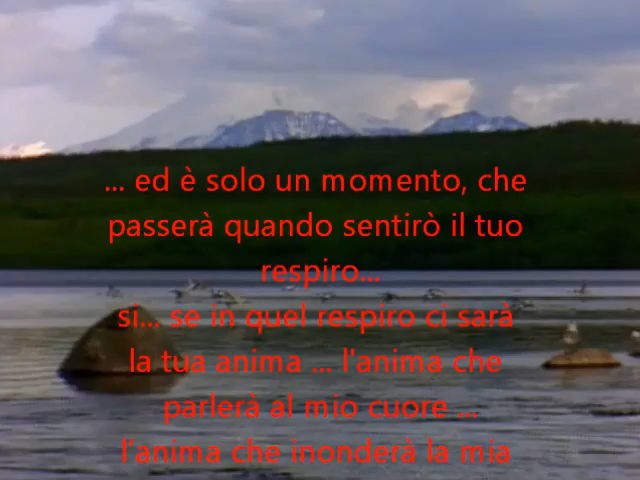 ... ed è solo un momento, che
passerà quando sentirò il tuo
respiro...
si... se in quel respiro ci sarà
la tua anima ... l'anima che
parlerà al mio cuore ...
l'anima che inonderà la mia